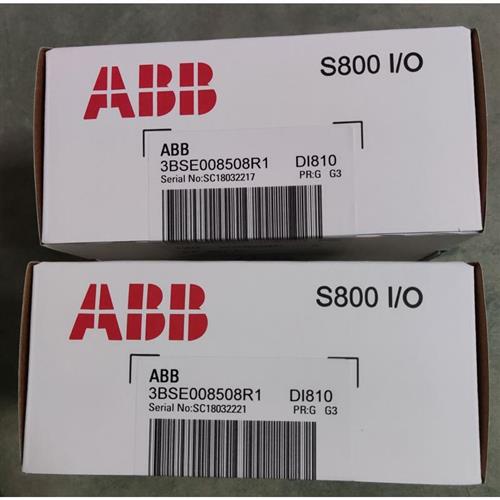 ABB
S800 I/O
ABB
3BSE008508R1 DI810
Serial No:SC18032217 PR:G G3
ABB
S800 I/O
ABB
3BSE008508R1 DI810
Serial No:SC18032221 PR:G G3